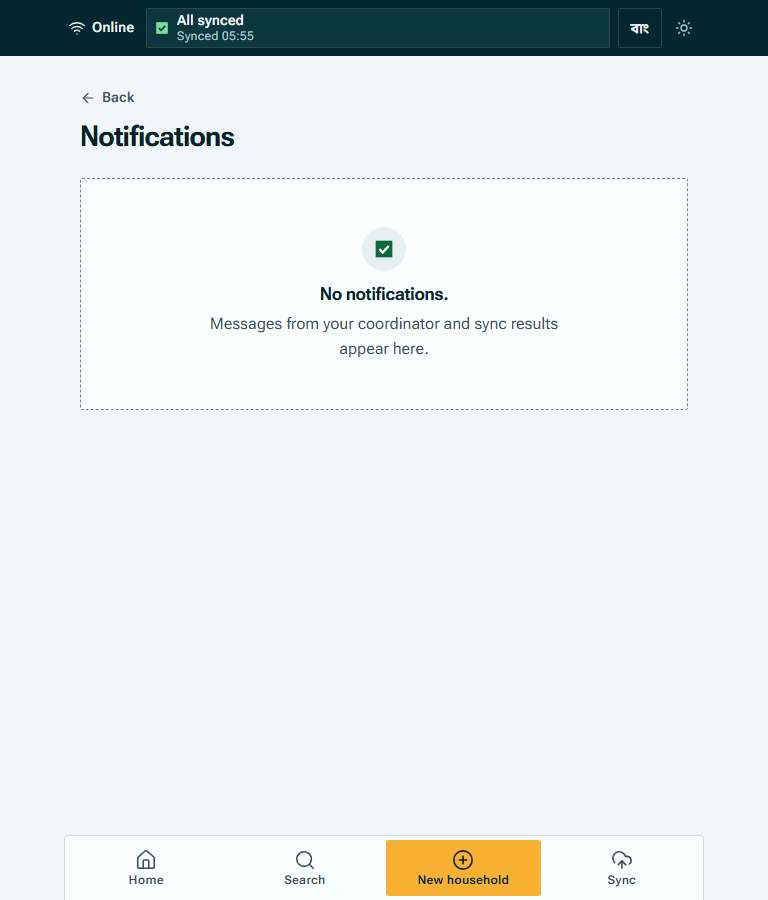 Online
All synced
Synced 05:55
বাং
Back
Notifications
No notifications.
Messages from your coordinator and sync results
appear here.
Home
Search
New household
Sync